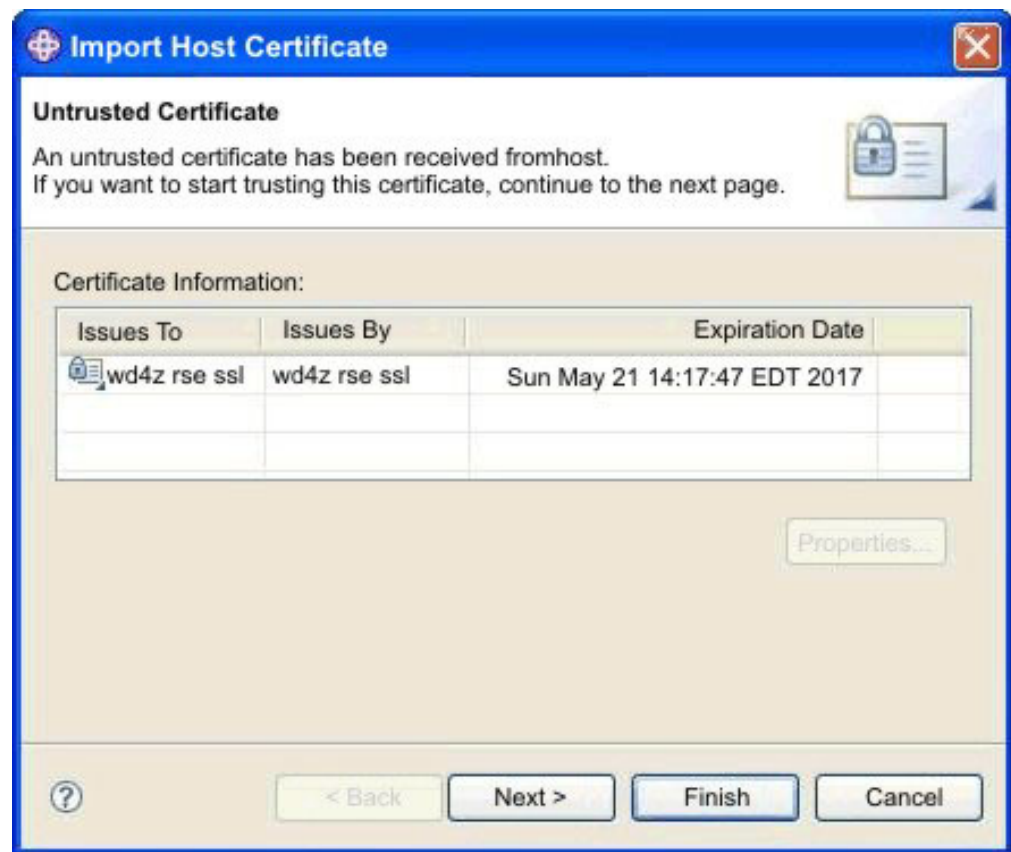 Import Host Certificate
Untrusted Certificate
An untrusted certificate has been received fromhost.
If you want to start trusting this certificate, continue to the next page.
Certificate Information:
Issues To Issues By Expiration Date
wd4z rse ssl wd4z rse ssl Sun May 21 14:17:47 EDT 2017
Properties...
? < Back Next > Finish Cancel